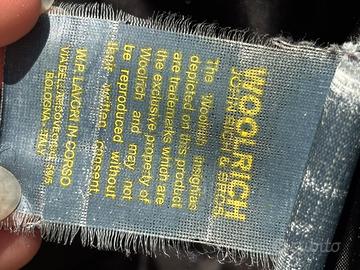 WOOLRICH
JOHN RICH & BROS
The Woolrich insignias
depicted on this product
are trademarks which are
the exclusive property of
Woolrich and may not
be reproduced without
their written consent.
W.P. LAVORI IN CORSO
BOLOGNA - ITALY
subito